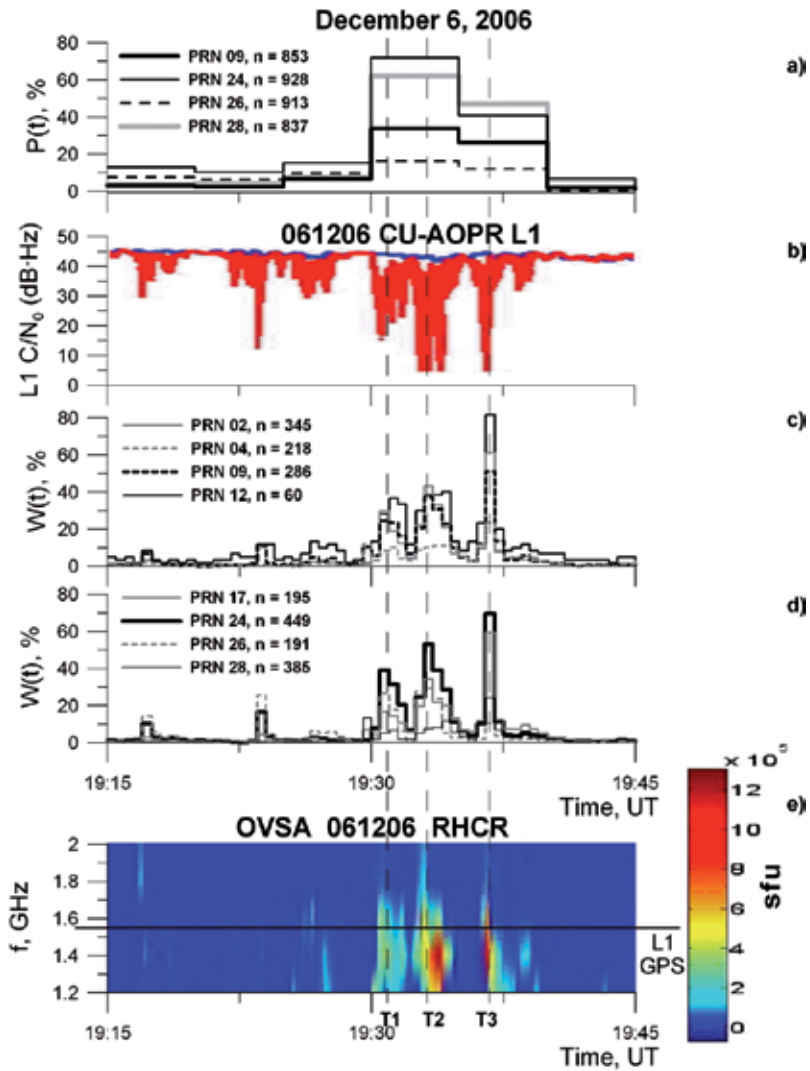 December 6, 2006
a)
P(t), %
80
60
40
20
0
PRN 09, n = 853
PRN 24, n = 928
PRN 26, n = 913
PRN 28, n = 837
b)
061206 CU-AOPR L1
L1 C/N0 (dB·Hz)
50
40
30
20
10
0
c)
W(t), %
80
60
40
20
0
PRN 02, n = 345
PRN 04, n = 218
PRN 09, n = 286
PRN 12, n = 60
d)
W(t), %
80
60
40
20
0
PRN 17, n = 195
PRN 24, n = 449
PRN 26, n = 191
PRN 28, n = 385
19:15
19:30
19:45
Time, UT
e)
OVSA 061206 RHCR
f, GHz
2
1.8
1.6
1.4
1.2
L1
GPS
T1
T2
T3
19:15
19:30
19:45
Time, UT
12
10
8
6
4
2
0
sfu